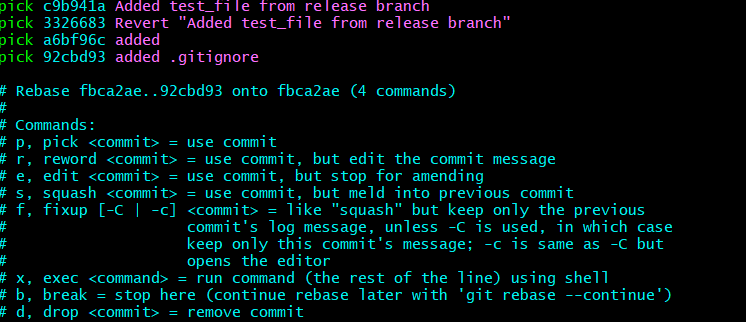 pick c9b941a Added test_file from release branch
pick 3326683 Revert "Added test_file from release branch"
pick a6bf96c added
pick 92cbd93 added .gitignore
# Rebase fbca2ae..92cbd93 onto fbca2ae (4 commands)
#
# Commands:
# p, pick <commit> = use commit
# r, reword <commit> = use commit, but edit the commit message
# e, edit <commit> = use commit, but stop for amending
# s, squash <commit> = use commit, but meld into previous commit
# f, fixup [-C | -c] <commit> = like "squash" but keep only the previous
#                    commit's log message, unless -C is used, in which case
#                    keep only this commit's message; -c is same as -C but
#                    opens the editor
# x, exec <command> = run command (the rest of the line) using shell
# b, break = stop here (continue rebase later with 'git rebase --continue')
# d, drop <commit> = remove commit